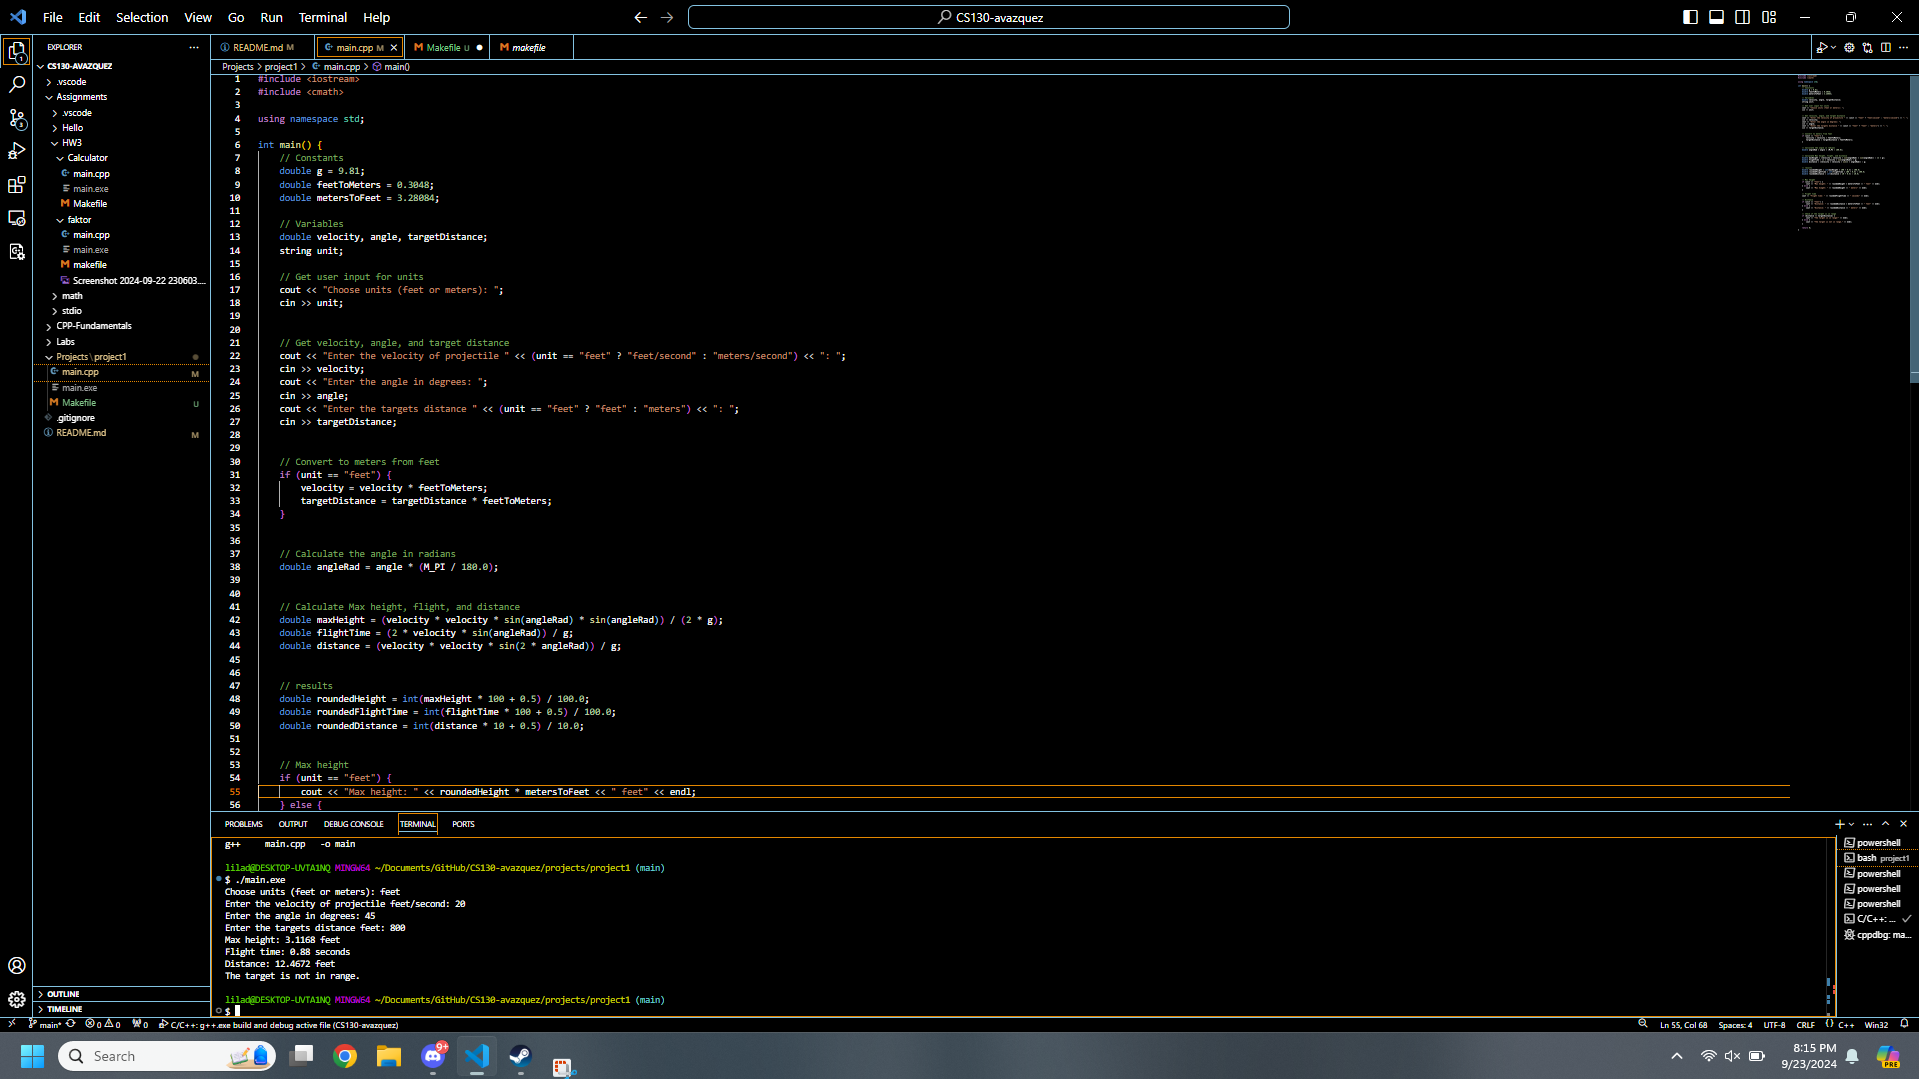 File Edit Selection View Go Run Terminal Help
CS130-avazquez
EXPLORER
CS130-AVAZQUEZ
.vscode
Assignments
.vscode
Hello
HW3
Calculator
main.cpp
main.exe
Makefile
faktor
main.cpp
main.exe
makefile
Screenshot 2024-09-22 230603....
math
stdio
CPP-Fundamentals
Labs
Projects\project1
main.cpp M
main.exe
Makefile U
.gitignore
README.md M
OUTLINE
TIMELINE
README.md M main.cpp M Makefile U makefile
Projects > project1 > main.cpp > main()
1 #include <iostream>
2 #include <cmath>
3
4 using namespace std;
5
6 int main() {
7 // Constants
8 double g = 9.81;
9 double feetToMeters = 0.3048;
10 double metersToFeet = 3.28084;
11
12 // Variables
13 double velocity, angle, targetDistance;
14 string unit;
15
16 // Get user input for units
17 cout << "Choose units (feet or meters): ";
18 cin >> unit;
19
20
21 // Get velocity, angle, and target distance
22 cout << "Enter the velocity of projectile " << (unit == "feet" ? "feet/second" : "meters/second") << ": ";
23 cin >> velocity;
24 cout << "Enter the angle in degrees: ";
25 cin >> angle;
26 cout << "Enter the targets distance " << (unit == "feet" ? "feet" : "meters") << ": ";
27 cin >> targetDistance;
28
29
30 // Convert to meters from feet
31 if (unit == "feet") {
32 velocity = velocity * feetToMeters;
33 targetDistance = targetDistance * feetToMeters;
34 }
35
36
37 // Calculate the angle in radians
38 double angleRad = angle * (M_PI / 180.0);
39
40
41 // Calculate Max height, flight, and distance
42 double maxHeight = (velocity * velocity * sin(angleRad) * sin(angleRad)) / (2 * g);
43 double flightTime = (2 * velocity * sin(angleRad)) / g;
44 double distance = (velocity * velocity * sin(2 * angleRad)) / g;
45
46
47 // results
48 double roundedHeight = int(maxHeight * 100 + 0.5) / 100.0;
49 double roundedFlightTime = int(flightTime * 100 + 0.5) / 100.0;
50 double roundedDistance = int(distance * 10 + 0.5) / 10.0;
51
52
53 // Max height
54 if (unit == "feet") {
55 cout << "Max height: " << roundedHeight * metersToFeet << " feet" << endl;
56 } else {
PROBLEMS OUTPUT DEBUG CONSOLE TERMINAL PORTS
g++ main.cpp -o main
lilad@DESKTOP-UVTA1NQ MINGW64 ~/Documents/GitHub/CS130-avazquez/projects/project1 (main)
$ ./main.exe
Choose units (feet or meters): feet
Enter the velocity of projectile feet/second: 20
Enter the angle in degrees: 45
Enter the targets distance feet: 800
Max height: 3.1168 feet
Flight time: 0.88 seconds
Distance: 12.4672 feet
The target is not in range.
lilad@DESKTOP-UVTA1NQ MINGW64 ~/Documents/GitHub/CS130-avazquez/projects/project1 (main)
$
powershell
bash project1
powershell
powershell
powershell
C/C++: ...
cppdbg: ma...
main* 0 0 0 C/C++: g++.exe build and debug active file (CS130-avazquez)
Ln 55, Col 68 Spaces: 4 UTF-8 CRLF {} C++ Win32
Search
9+
8:15 PM
9/23/2024
PRE